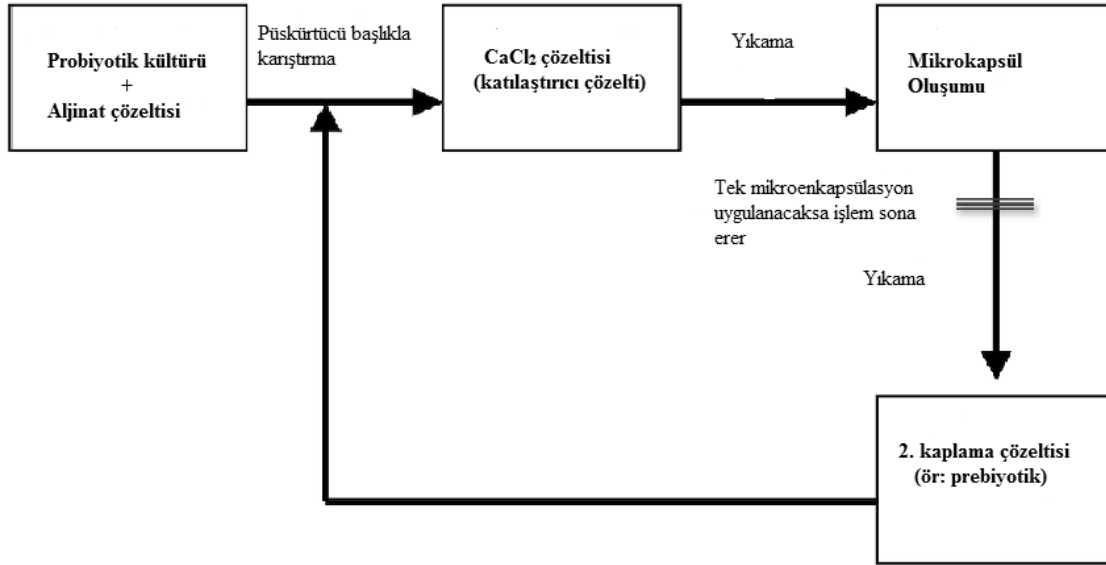 Probiyotik kültürü
+
Aljinat çözeltisi
Püskürtücü başlıkla
karıştırma
CaCl₂ çözeltisi
(katılaştırıcı çözelti)
Yıkama
Mikrokapsül
Oluşumu
Tek mikroenkapsülasyon
uygulanacaksa işlem sona
erer
Yıkama
2. kaplama çözeltisi
(ör: prebiyotik)